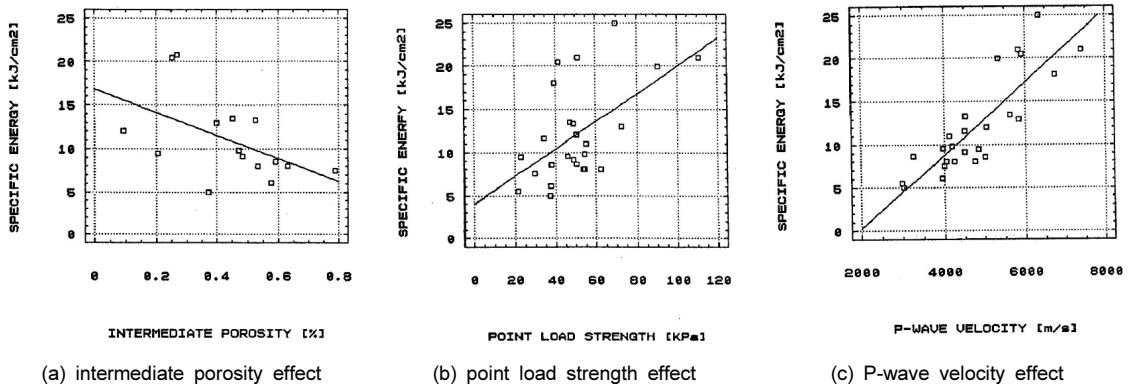 SPECIFIC ENERGY [kJ/cm2]
25
20
15
10
5
0
0 0.2 0.4 0.6 0.8
INTERMEDIATE POROSITY [%]
(a) intermediate porosity effect
SPECIFIC ENERFY [kJ/cm2]
25
20
15
10
5
0
0 20 40 60 80 100 120
POINT LOAD STRENGTH [KPa]
(b) point load strength effect
SPECIFIC ENERGY [kJ/cm2]
25
20
15
10
5
0
2000 4000 6000 8000
P-WAVE VELOCITY [m/s]
(c) P-wave velocity effect